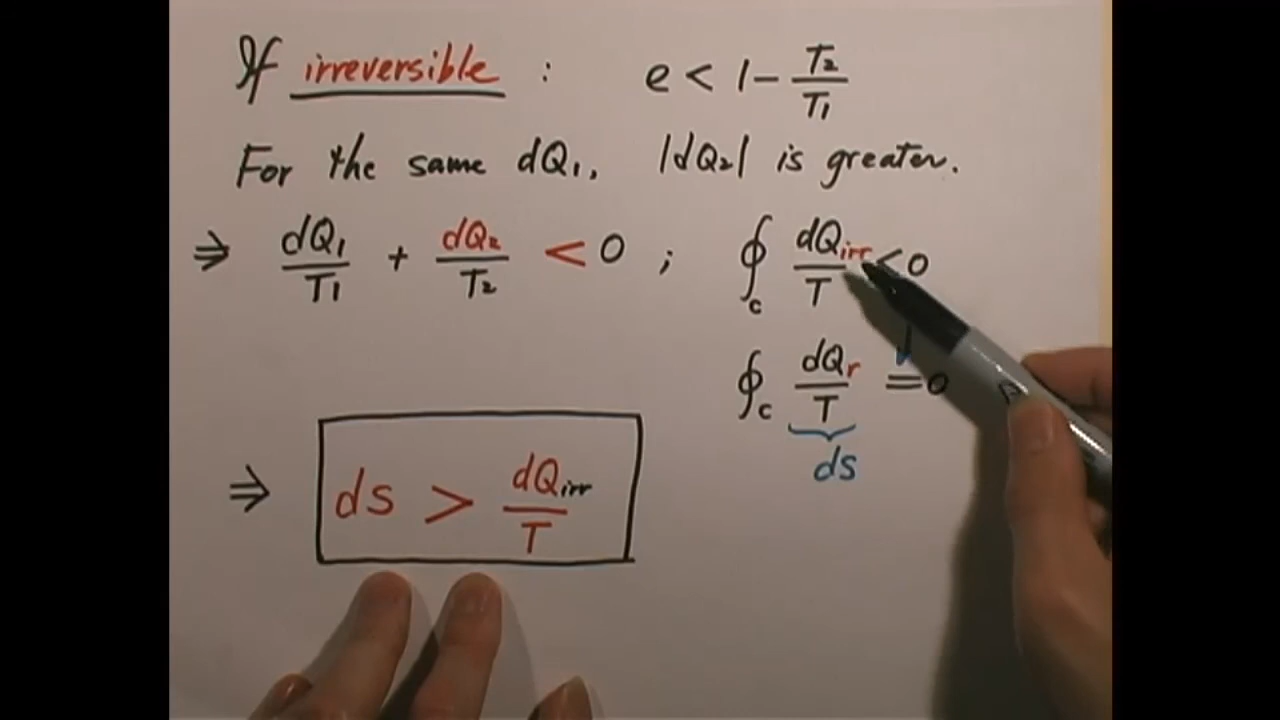 If irreversible : e < 1 - T₂/T₁
For the same dQ₁, |dQ₂| is greater.
⇒ dQ₁/T₁ + dQ₂/T₂ < 0 ; ∮c dQirr/T < 0
∮c dQr/T = 0
ds
⇒ ds > dQirr/T